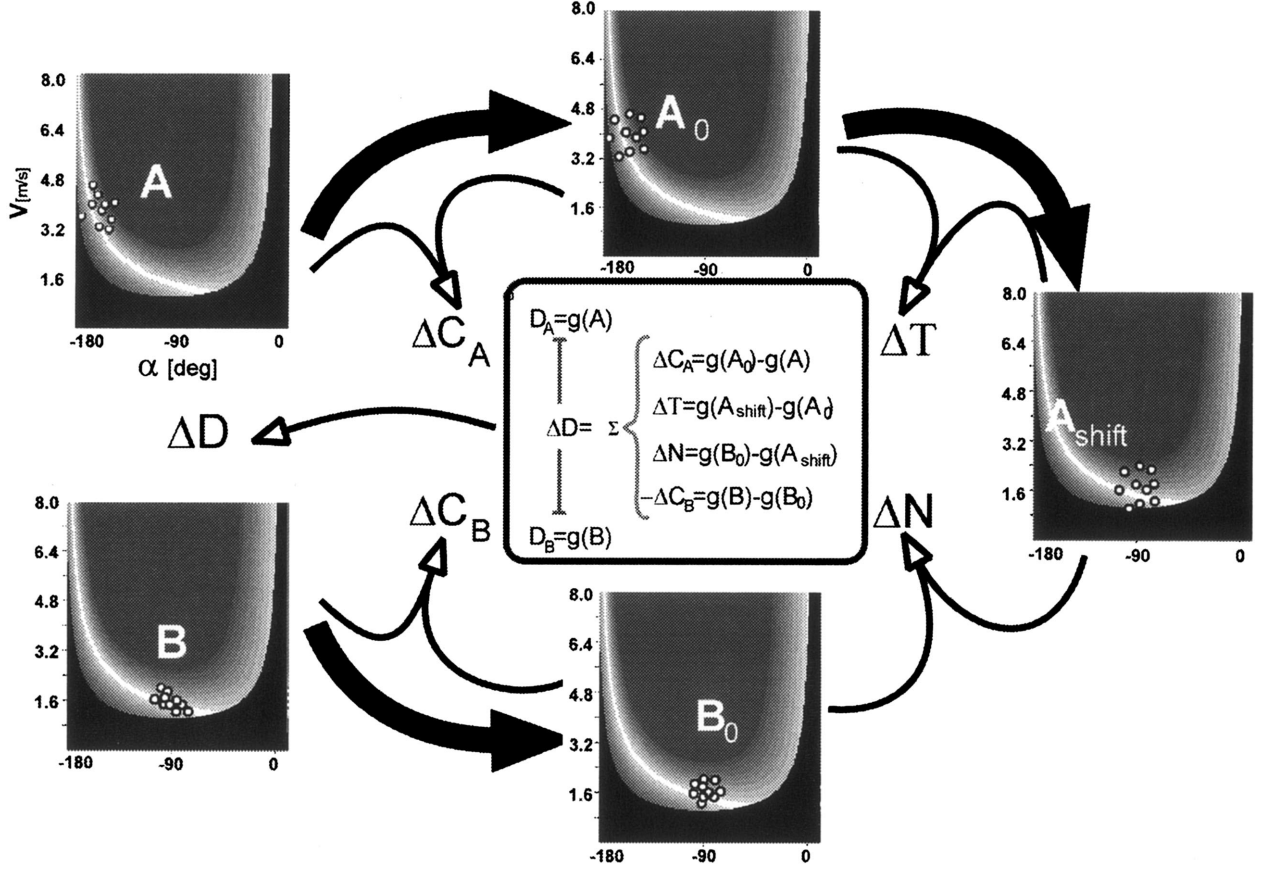 8.0
6.4
4.8
3.2
1.6
V[m/s]
-180 -90 0
α [deg]
A
8.0
6.4
4.8
3.2
1.6
-180 -90 0
A0
8.0
6.4
4.8
3.2
1.6
-180 -90 0
Ashift
ΔCA
ΔT
DA=g(A)
ΔCA=g(A0)-g(A)
ΔT=g(Ashift)-g(A0)
ΔD= Σ
ΔN=g(B0)-g(Ashift)
-ΔCB=g(B)-g(B0)
DB=g(B)
ΔD
ΔCB
ΔN
8.0
6.4
4.8
3.2
1.6
-180 -90 0
B
8.0
6.4
4.8
3.2
1.6
-180 -90 0
B0